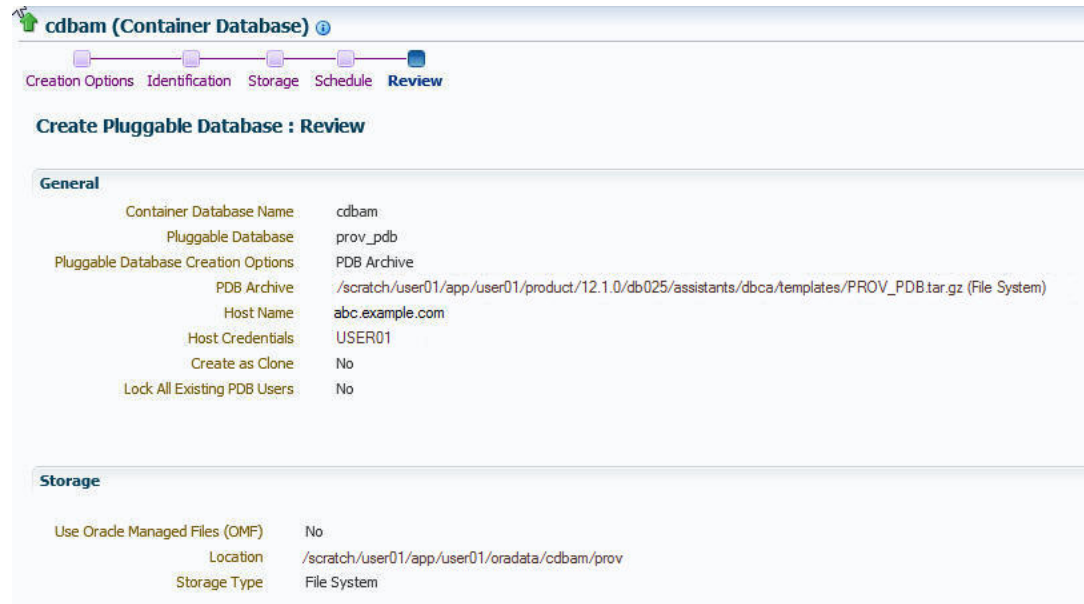 cdbam (Container Database)
Creation Options Identification Storage Schedule Review
Create Pluggable Database : Review
General
Container Database Name cdbam
Pluggable Database prov_pdb
Pluggable Database Creation Options PDB Archive
PDB Archive /scratch/user01/app/user01/product/12.1.0/db025/assistants/dbca/templates/PROV_PDB.tar.gz (File System)
Host Name abc.example.com
Host Credentials USER01
Create as Clone No
Lock All Existing PDB Users No
Storage
Use Oracle Managed Files (OMF) No
Location /scratch/user01/app/user01/oradata/cdbam/prov
Storage Type File System